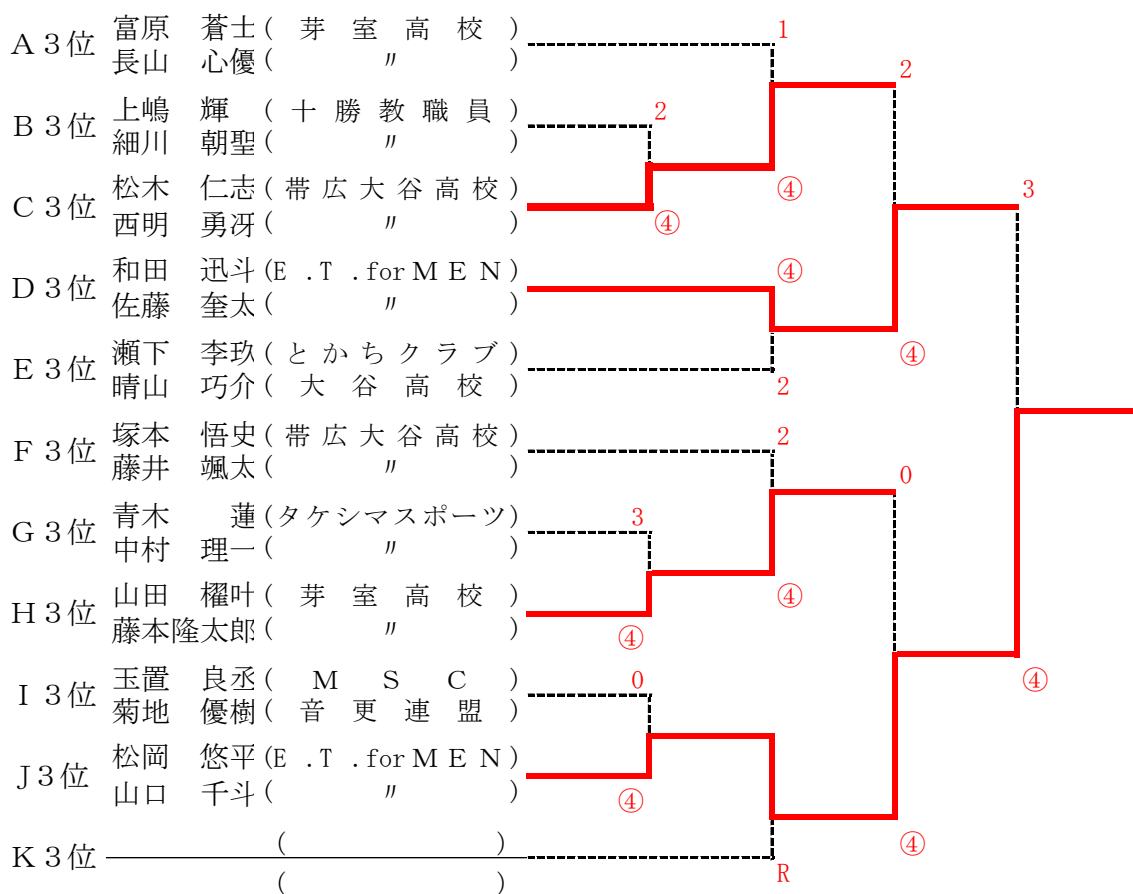 A3位 富原 蒼士(芽室高校) 1
長山 心優(〃)
2
B3位 上嶋 輝 (十勝教職員) 2
細川 朝聖(〃)
C3位 松木 仁志(帯広大谷高校) ④
西明 勇冴(〃) ④ 3
D3位 和田 迅斗(E.T.forMEN) ④
佐藤 奎太(〃)
E3位 瀬下 李玖(とかちクラブ) ④
晴山 巧介(大谷高校) 2
F3位 塚本 悟史(帯広大谷高校) 2
藤井 颯太(〃) 0
G3位 青木 蓮(タケシマスポーツ) 3
中村 理一(〃)
H3位 山田 櫂叶(芽室高校) ④
藤本隆太郎(〃) ④
I3位 玉置 良丞(MSC) 0 ④
菊地 優樹(音更連盟)
J3位 松岡 悠平(E.T.forMEN)
山口 千斗(〃) ④
④
K3位 ( )
( ) R